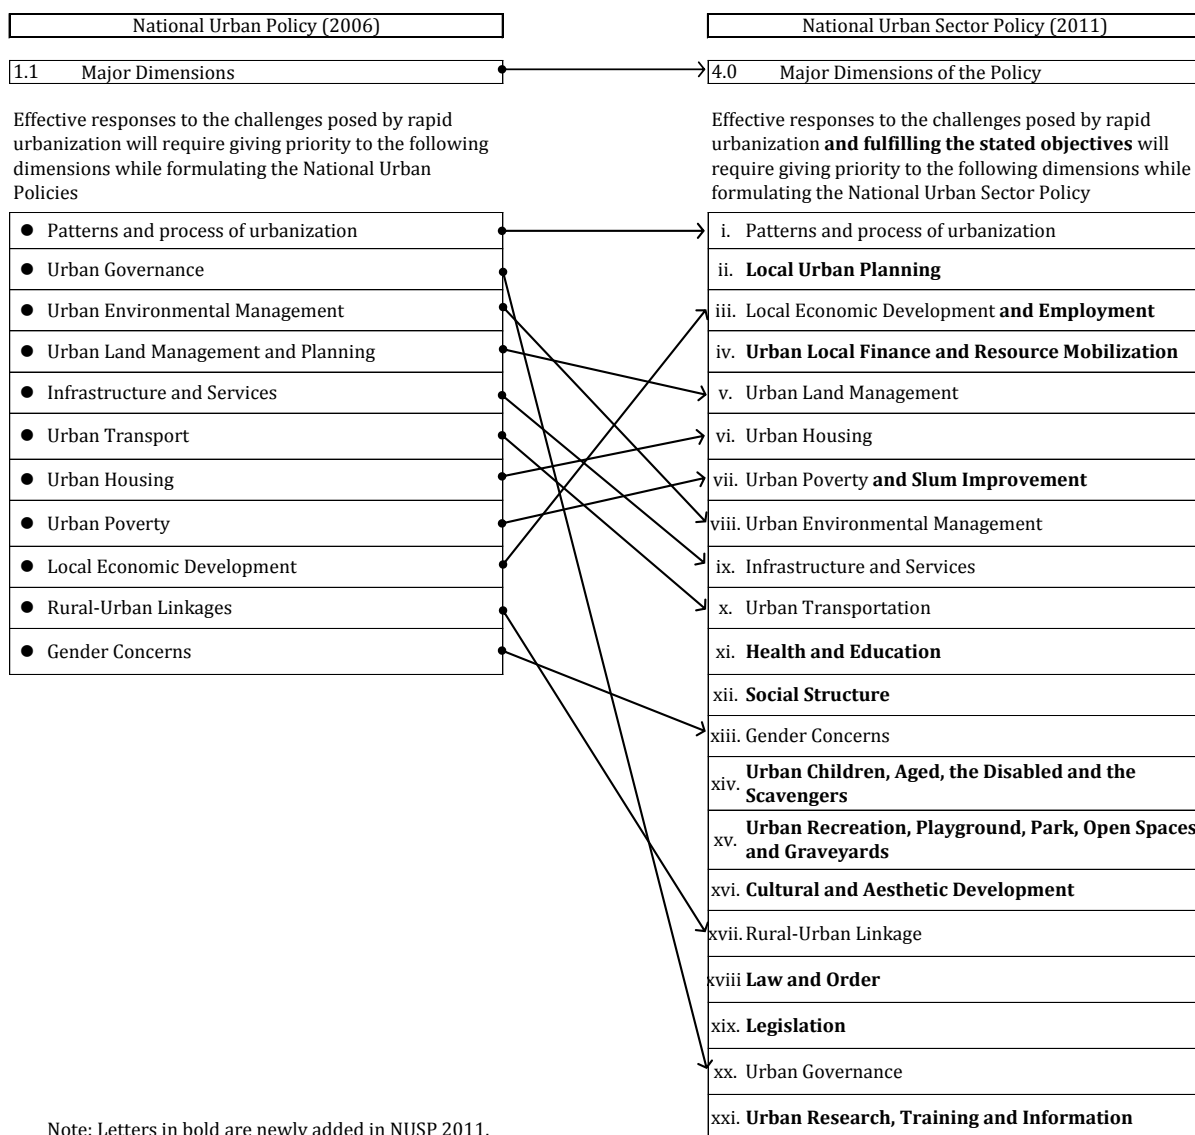 National Urban Policy (2006)
1.1 Major Dimensions
Effective responses to the challenges posed by rapid
urbanization will require giving priority to the following
dimensions while formulating the National Urban
Policies
● Patterns and process of urbanization
● Urban Governance
● Urban Environmental Management
● Urban Land Management and Planning
● Infrastructure and Services
● Urban Transport
● Urban Housing
● Urban Poverty
● Local Economic Development
● Rural-Urban Linkages
● Gender Concerns
Note: Letters in bold are newly added in NUSP 2011.
National Urban Sector Policy (2011)
4.0 Major Dimensions of the Policy
Effective responses to the challenges posed by rapid
urbanization and fulfilling the stated objectives will
require giving priority to the following dimensions while
formulating the National Urban Sector Policy
i. Patterns and process of urbanization
ii. Local Urban Planning
iii. Local Economic Development and Employment
iv. Urban Local Finance and Resource Mobilization
v. Urban Land Management
vi. Urban Housing
vii. Urban Poverty and Slum Improvement
viii. Urban Environmental Management
ix. Infrastructure and Services
x. Urban Transportation
xi. Health and Education
xii. Social Structure
xiii. Gender Concerns
xiv. Urban Children, Aged, the Disabled and the
Scavengers
xv. Urban Recreation, Playground, Park, Open Spaces
and Graveyards
xvi. Cultural and Aesthetic Development
xvii. Rural-Urban Linkage
xviii Law and Order
xix. Legislation
xx. Urban Governance
xxi. Urban Research, Training and Information